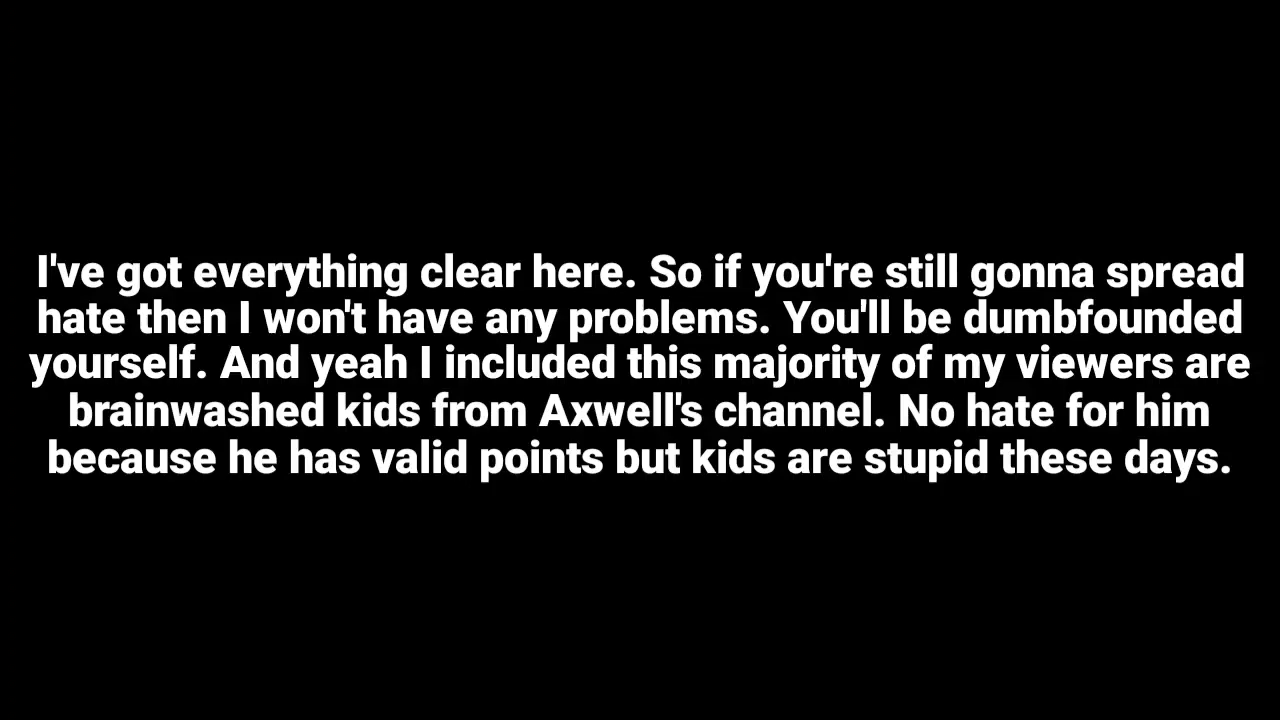 I've got everything clear here. So if you're still gonna spread
hate then I won't have any problems. You'll be dumbfounded
yourself. And yeah I included this majority of my viewers are
brainwashed kids from Axwell's channel. No hate for him
because he has valid points but kids are stupid these days.